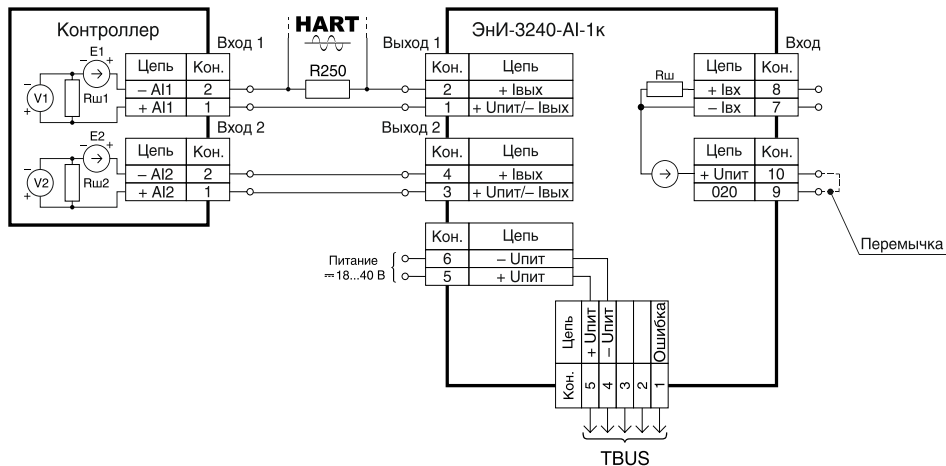 Контроллер
HART
ЭнИ-3240-AI-1к
Вход 1
Выход 1
Вход
E1
V1
Rш1
Цепь Кон.
– AI1 2
+ AI1 1
R250
Кон. Цепь
2 + Iвых
1 + Uпит/– Iвых
Rш
Цепь Кон.
+ Iвх 8
– Iвх 7
Вход 2
Выход 2
E2
V2
Rш2
Цепь Кон.
– AI2 2
+ AI2 1
Кон. Цепь
4 + Iвых
3 + Uпит/– Iвых
Цепь Кон.
+ Uпит 10
020 9
Перемычка
Питание
18...40 В
Кон. Цепь
6 – Uпит
5 + Uпит
Цепь + Uпит – Uпит Ошибка
Кон. 5 4 3 2 1
TBUS